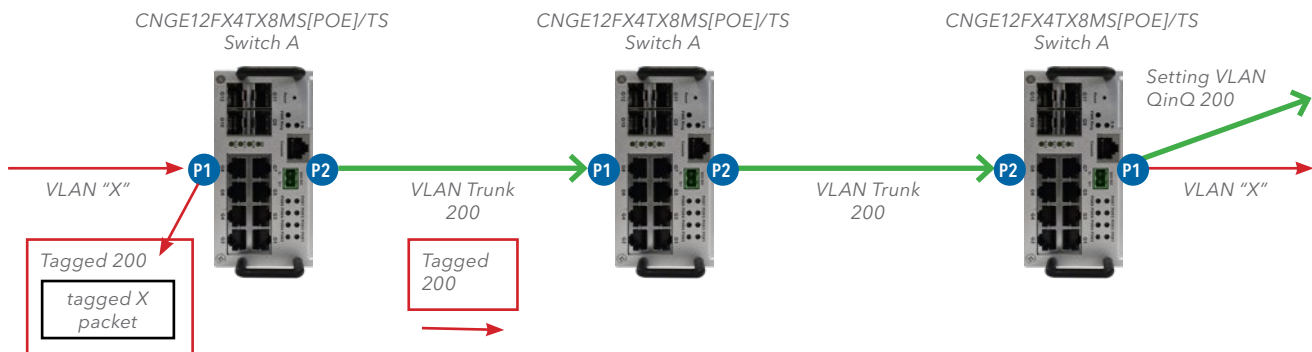 CNGE12FX4TX8MS[POE]/TS
Switch A
CNGE12FX4TX8MS[POE]/TS
Switch A
CNGE12FX4TX8MS[POE]/TS
Switch A
Setting VLAN
QinQ 200
P1
P2
P1
P2
P2
P1
VLAN “X”
VLAN Trunk
200
VLAN Trunk
200
VLAN “X”
Tagged 200
tagged X
packet
Tagged
200